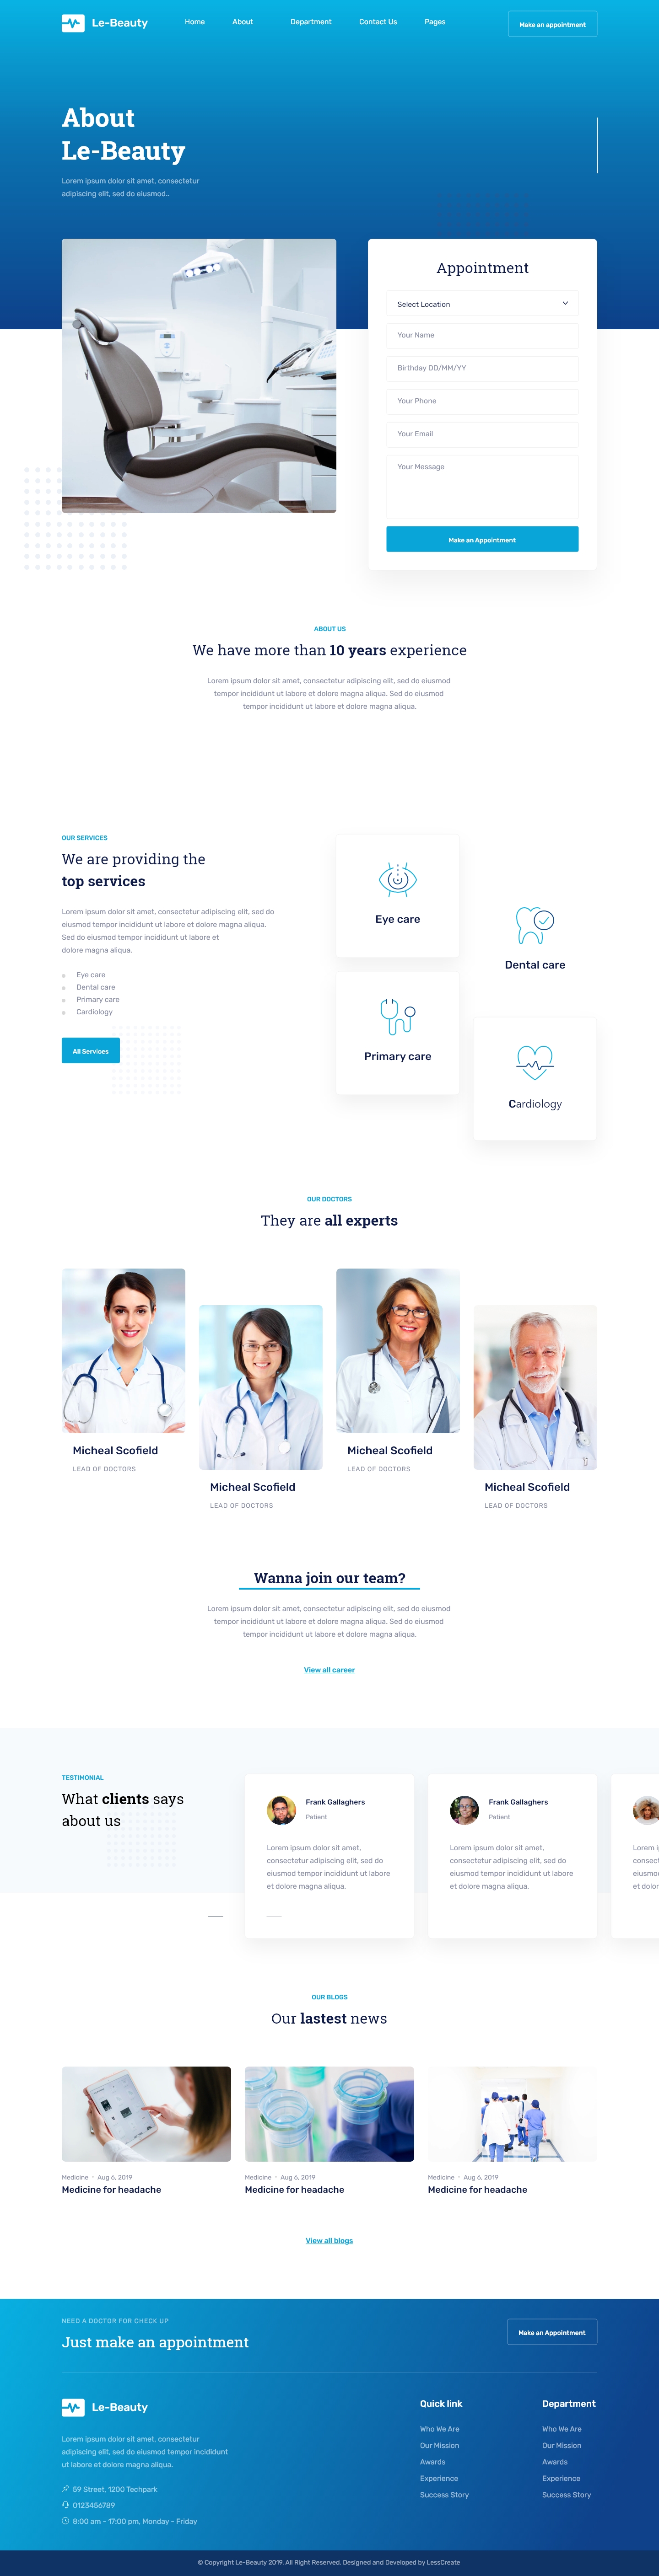 Le-Beauty
Home About Department Contact Us Pages
Make an appointment
About
Le-Beauty
Lorem ipsum dolor sit amet, consectetur
adipiscing elit, sed do eiusmod..
Appointment
Select Location
Your Name
Birthday DD/MM/YY
Your Phone
Your Email
Your Message
Make an Appointment
ABOUT US
We have more than 10 years experience
Lorem ipsum dolor sit amet, consectetur adipiscing elit, sed do eiusmod
tempor incididunt ut labore et dolore magna aliqua. Sed do eiusmod
tempor incididunt ut labore et dolore magna aliqua.
OUR SERVICES
We are providing the
top services
Lorem ipsum dolor sit amet, consectetur adipiscing elit, sed do
eiusmod tempor incididunt ut labore et dolore magna aliqua.
Sed do eiusmod tempor incididunt ut labore et
dolore magna aliqua.
Eye care
Dental care
Primary care
Cardiology
All Services
Eye care
Dental care
Primary care
Cardiology
OUR DOCTORS
They are all experts
Micheal Scofield
LEAD OF DOCTORS
Micheal Scofield
LEAD OF DOCTORS
Micheal Scofield
LEAD OF DOCTORS
Micheal Scofield
LEAD OF DOCTORS
Wanna join our team?
Lorem ipsum dolor sit amet, consectetur adipiscing elit, sed do eiusmod
tempor incididunt ut labore et dolore magna aliqua. Sed do eiusmod
tempor incididunt ut labore et dolore magna aliqua.
View all career
TESTIMONIAL
What clients says
about us
Frank Gallaghers
Patient
Lorem ipsum dolor sit amet,
consectetur adipiscing elit, sed do
eiusmod tempor incididunt ut labore
et dolore magna aliqua.
Frank Gallaghers
Patient
Lorem ipsum dolor sit amet,
consectetur adipiscing elit, sed do
eiusmod tempor incididunt ut labore
et dolore magna aliqua.
Lorem
OUR BLOGS
Our lastest news
Medicine - Aug 6, 2019
Medicine for headache
Medicine - Aug 6, 2019
Medicine for headache
Medicine - Aug 6, 2019
Medicine for headache
View all blogs
NEED A DOCTOR FOR CHECK UP
Just make an appointment
Make an Appointment
Le-Beauty
Lorem ipsum dolor sit amet, consectetur
adipiscing elit, sed do eiusmod tempor incididunt
ut labore et dolore magna aliqua.
59 Street, 1200 Techpark
0123456789
8:00 am - 17:00 pm, Monday - Friday
Quick link
Who We Are
Our Mission
Awards
Experience
Success Story
Department
Who We Are
Our Mission
Awards
Experience
Success Story
© Copyright Le-Beauty 2019. All Right Reserved. Designed and Developed by LessCreate